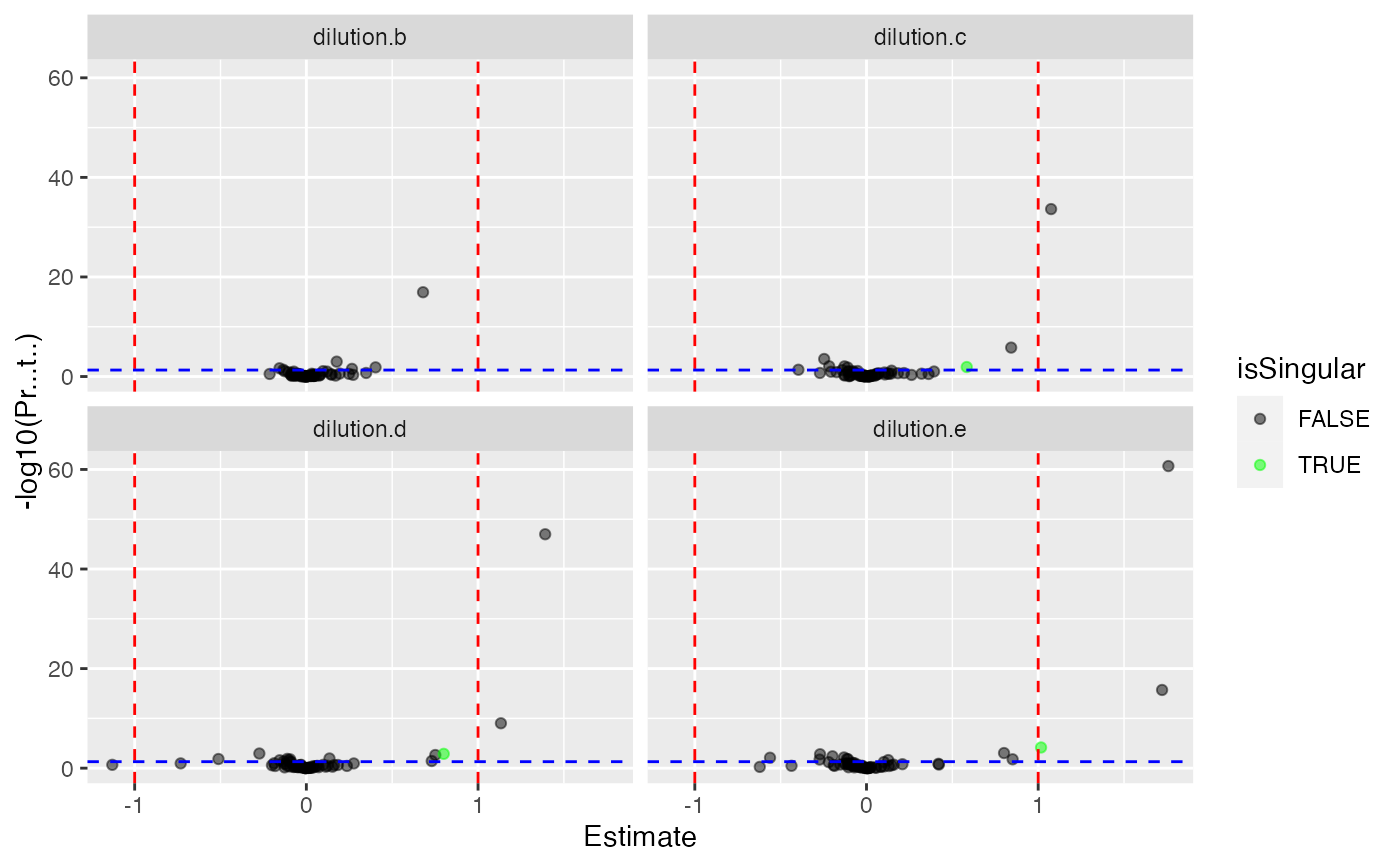 dilution.b
dilution.c
60
40
20
0
dilution.d
dilution.e
60
40
20
0
-1
0
1
-1
0
1
Estimate
-log10(Pr...t..)
isSingular
FALSE
TRUE